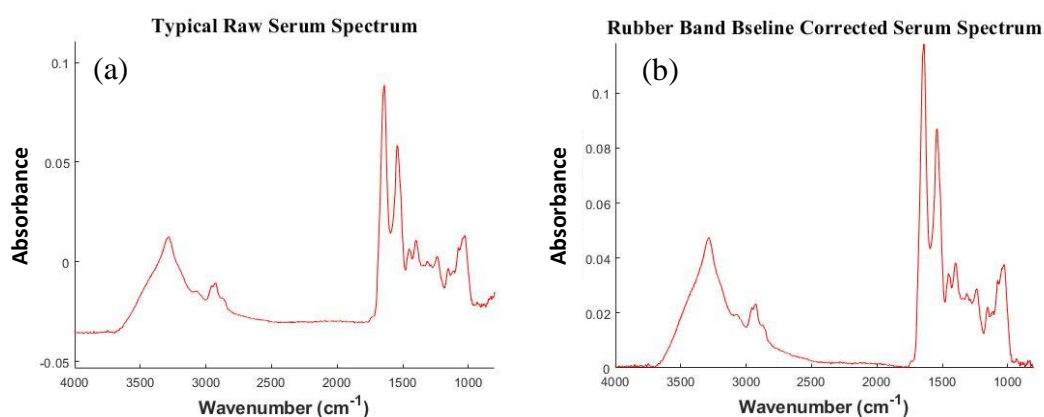 Typical Raw Serum Spectrum
(a)
0.1
0.05
0
-0.05
Absorbance
4000 3500 3000 2500 2000 1500 1000
Wavenumber (cm-1)
Rubber Band Bseline Corrected Serum Spectrum
(b)
0.1
0.08
0.06
0.04
0.02
0
Absorbance
4000 3500 3000 2500 2000 1500 1000
Wavenumber (cm-1)